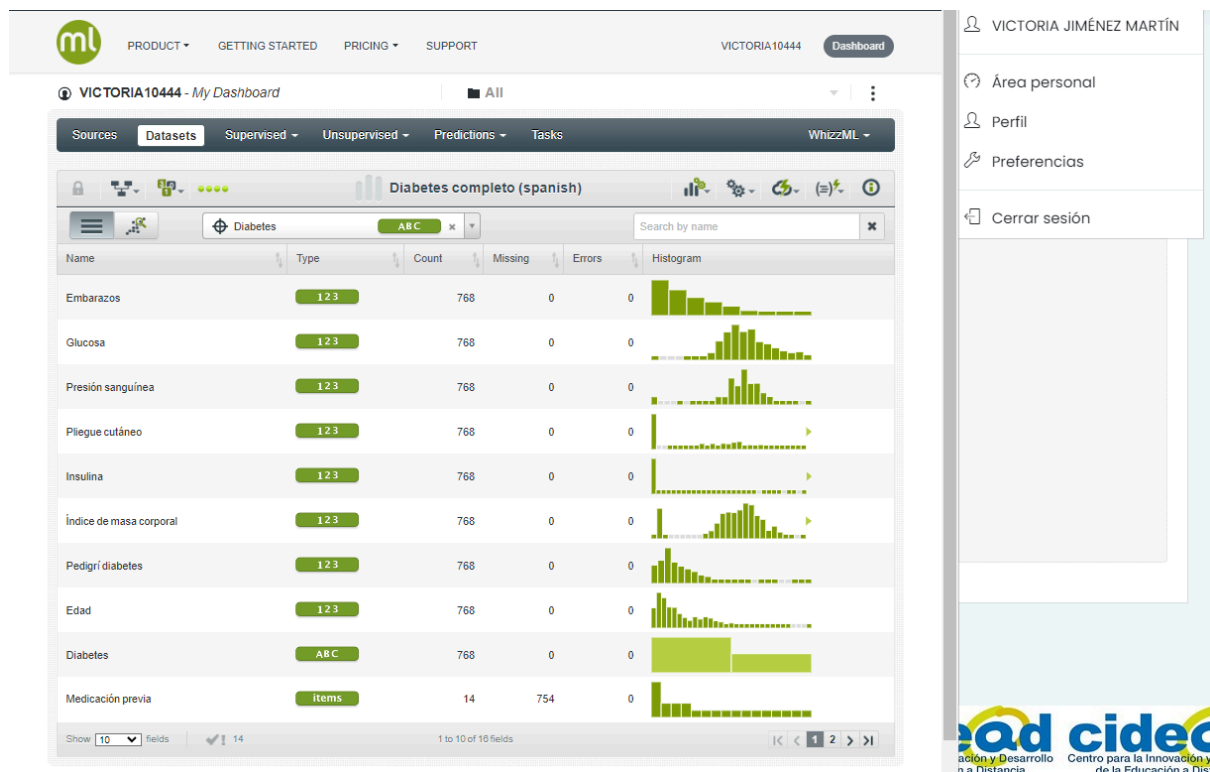 ml PRODUCT GETTING STARTED PRICING SUPPORT VICTORIA10444 Dashboard
VICTORIA10444 - My Dashboard All
Sources Datasets Supervised Unsupervised Predictions Tasks WhizzML
Diabetes completo (spanish)
Diabetes ABC Search by name
Name Type Count Missing Errors Histogram
Embarazos 123 768 0 0
Glucosa 123 768 0 0
Presión sanguínea 123 768 0 0
Pliegue cutáneo 123 768 0 0
Insulina 123 768 0 0
Índice de masa corporal 123 768 0 0
Pedigrí diabetes 123 768 0 0
Edad 123 768 0 0
Diabetes ABC 768 0 0
Medicación previa items 14 754 0
Show 10 fields 14 1 to 10 of 16 fields 1 2
VICTORIA JIMÉNEZ MARTÍN
Área personal
Perfil
Preferencias
Cerrar sesión
ead cidea
ación y Desarrollo Centro para la Innovación y
n a Distancia de la Educación a Dis